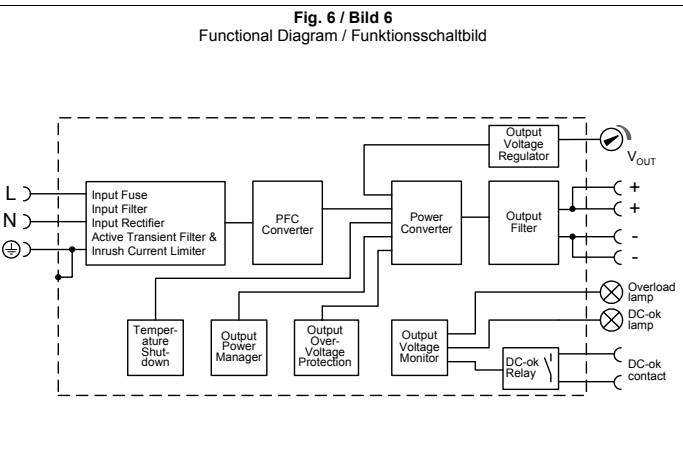 Fig. 6 / Bild 6
Functional Diagram / Funktionsschaltbild
Output
Voltage
Regulator
VOUT
L
N
Input Fuse
Input Filter
Input Rectifier
Active Transient Filter &
Inrush Current Limiter
PFC
Converter
Power
Converter
Output
Filter
+
+
-
-
Temper-
ature
Shut-
down
Output
Power
Manager
Output
Over-
Voltage
Protection
Output
Voltage
Monitor
Overload
lamp
DC-ok
lamp
DC-ok
Relay
DC-ok
contact